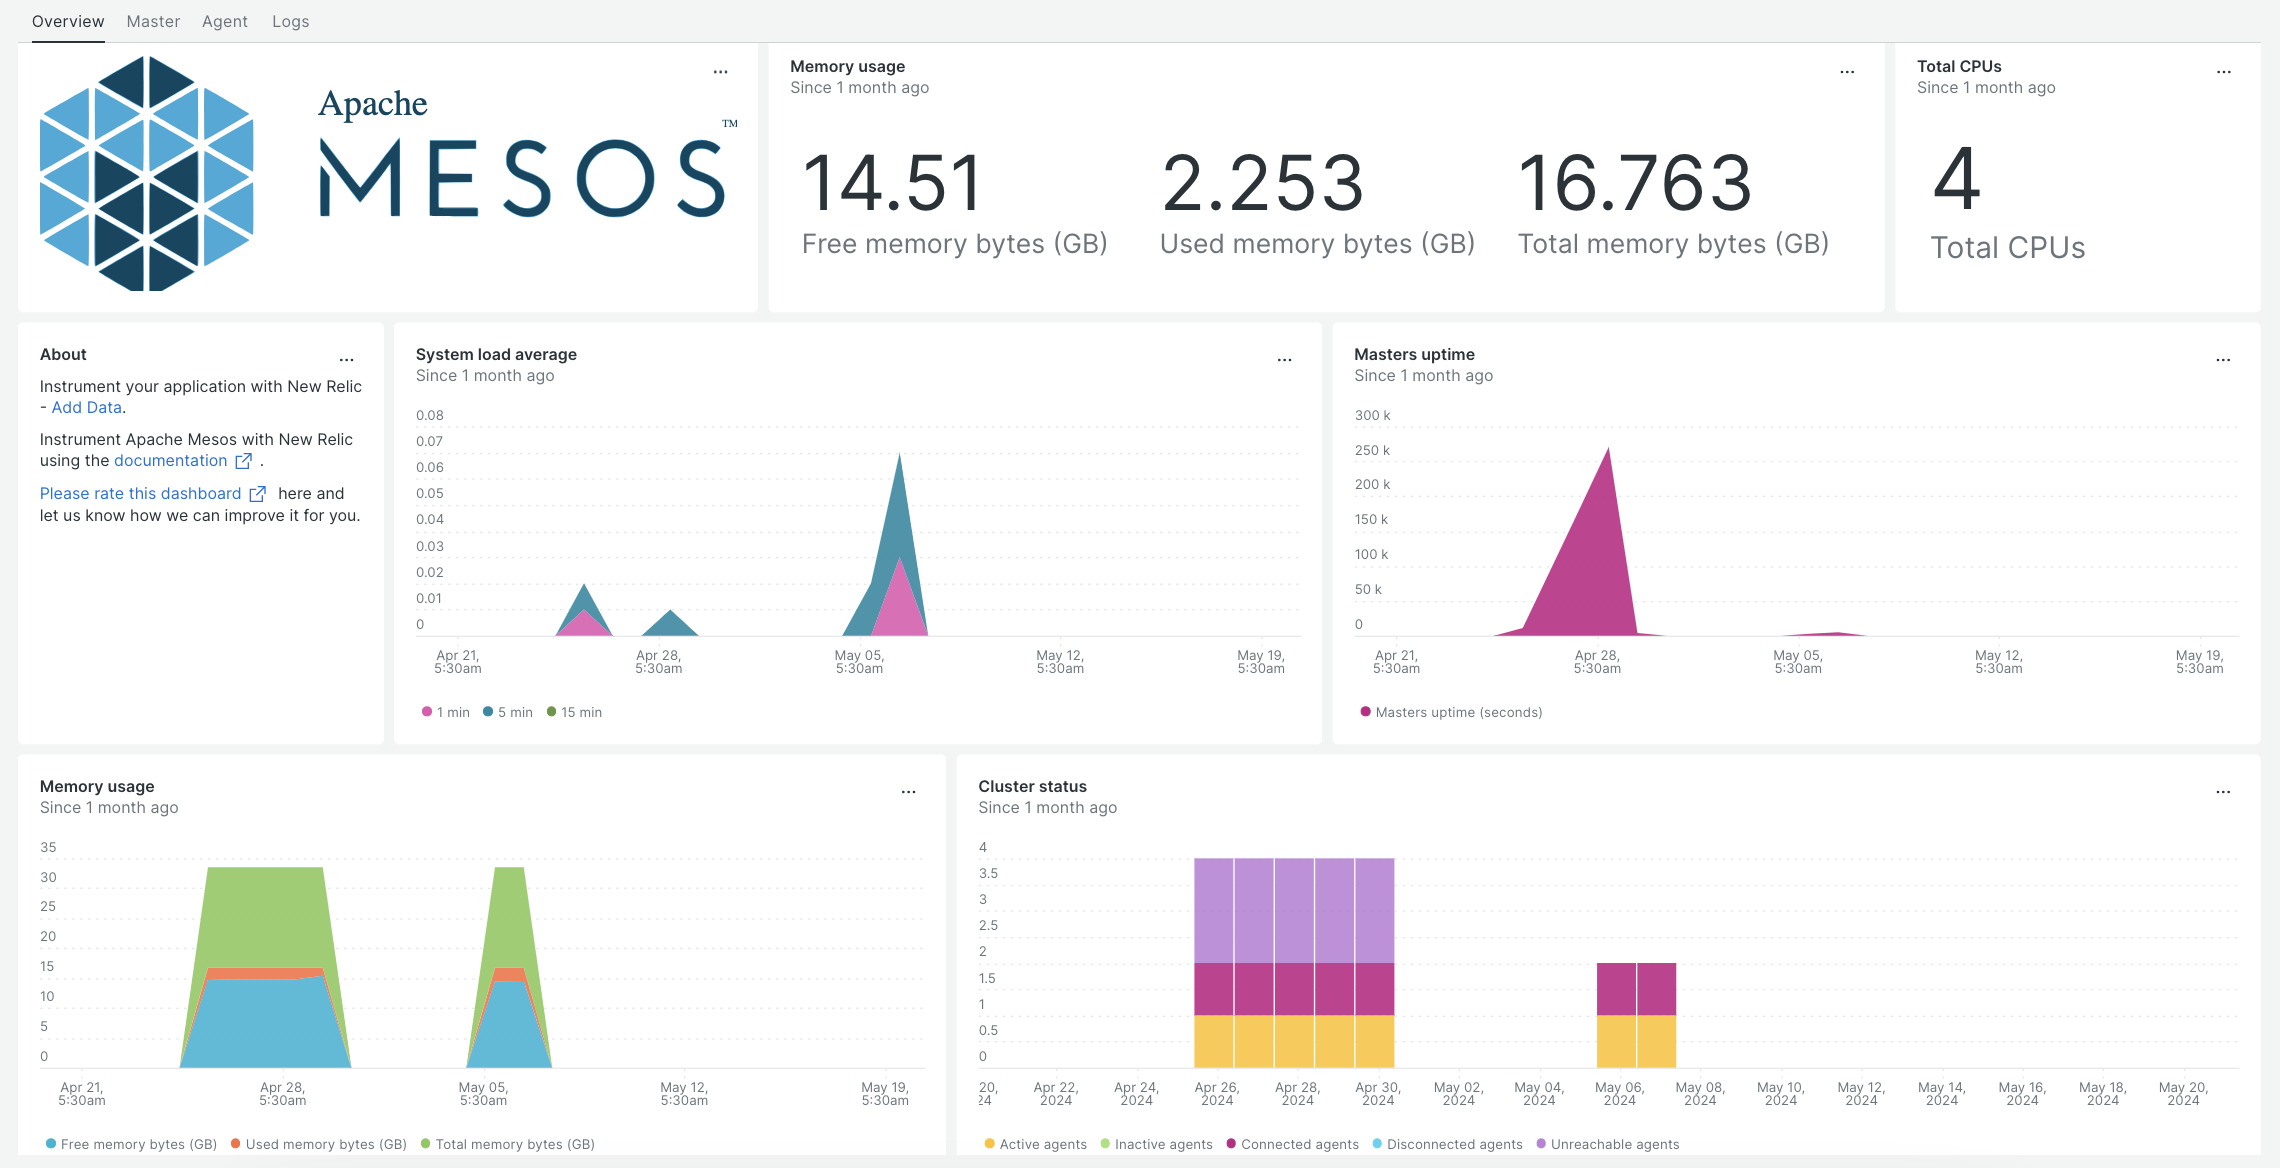 Overview Master Agent Logs
Apache
MESOS™
Memory usage
Since 1 month ago
14.51 2.253 16.763
Free memory bytes (GB) Used memory bytes (GB) Total memory bytes (GB)
Total CPUs
Since 1 month ago
4
Total CPUs
About
Instrument your application with New Relic
- Add Data.
Instrument Apache Mesos with New Relic
using the documentation .
Please rate this dashboard here and
let us know how we can improve it for you.
System load average
Since 1 month ago
0.08
0.07
0.06
0.05
0.04
0.03
0.02
0.01
0
Apr 21, Apr 28, May 05, May 12, May 19,
5:30am 5:30am 5:30am 5:30am 5:30am
1 min 5 min 15 min
Masters uptime
Since 1 month ago
300 k
250 k
200 k
150 k
100 k
50 k
0
Apr 21, Apr 28, May 05, May 12, May 19,
5:30am 5:30am 5:30am 5:30am 5:30am
Masters uptime (seconds)
Memory usage
Since 1 month ago
35
30
25
20
15
10
5
0
Apr 21, Apr 28, May 05, May 12, May 19,
5:30am 5:30am 5:30am 5:30am 5:30am
Free memory bytes (GB) Used memory bytes (GB) Total memory bytes (GB)
Cluster status
Since 1 month ago
4
3.5
3
2.5
2
1.5
1
0.5
0
20, Apr 22, Apr 24, Apr 26, Apr 28, Apr 30, May 02, May 04, May 06, May 08, May 10, May 12, May 14, May 16, May 18, May 20,
24 2024 2024 2024 2024 2024 2024 2024 2024 2024 2024 2024 2024 2024 2024 2024
Active agents Inactive agents Connected agents Disconnected agents Unreachable agents